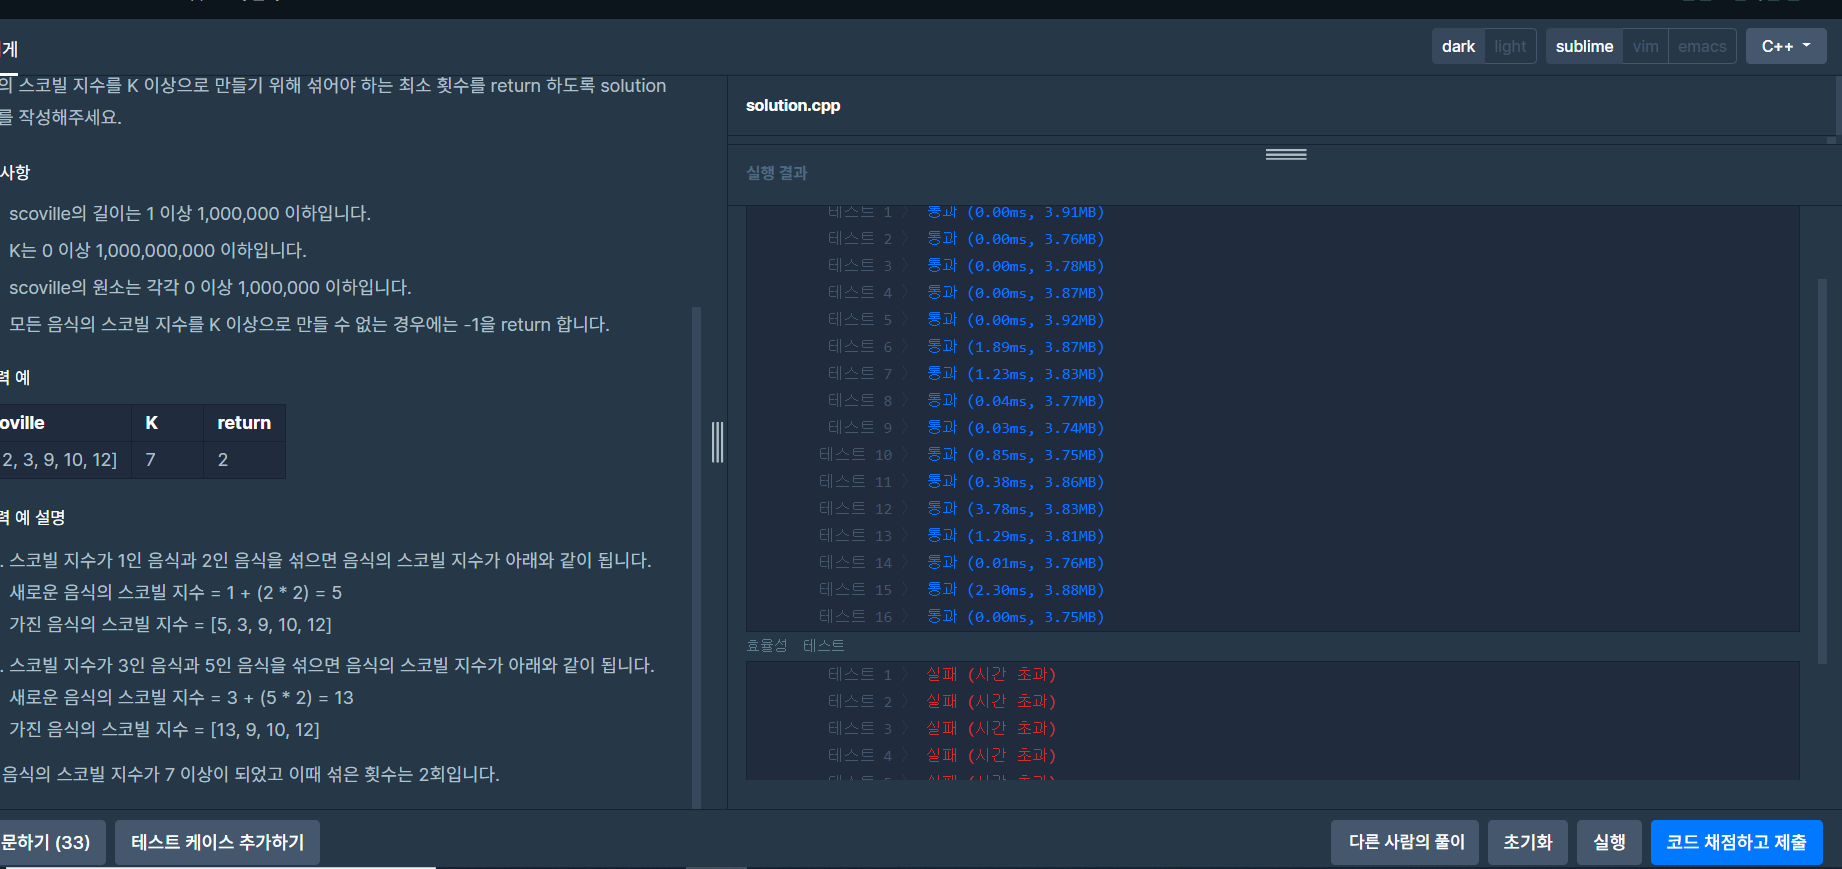 게
dark light sublime vim emacs C++
의 스코빌 지수를 K 이상으로 만들기 위해 섞어야 하는 최소 횟수를 return 하도록 solution
를 작성해주세요.
사항
scoville의 길이는 1 이상 1,000,000 이하입니다.
K는 0 이상 1,000,000,000 이하입니다.
scoville의 원소는 각각 0 이상 1,000,000 이하입니다.
모든 음식의 스코빌 지수를 K 이상으로 만들 수 없는 경우에는 -1을 return 합니다.
력 예
oville K return
2, 3, 9, 10, 12] 7 2
력 예 설명
. 스코빌 지수가 1인 음식과 2인 음식을 섞으면 음식의 스코빌 지수가 아래와 같이 됩니다.
새로운 음식의 스코빌 지수 = 1 + (2 * 2) = 5
가진 음식의 스코빌 지수 = [5, 3, 9, 10, 12]
. 스코빌 지수가 3인 음식과 5인 음식을 섞으면 음식의 스코빌 지수가 아래와 같이 됩니다.
새로운 음식의 스코빌 지수 = 3 + (5 * 2) = 13
가진 음식의 스코빌 지수 = [13, 9, 10, 12]
음식의 스코빌 지수가 7 이상이 되었고 이때 섞은 횟수는 2회입니다.
solution.cpp
실행 결과
테스트 1 〉 통과 (0.00ms, 3.91MB)
테스트 2 〉 통과 (0.00ms, 3.76MB)
테스트 3 〉 통과 (0.00ms, 3.78MB)
테스트 4 〉 통과 (0.00ms, 3.87MB)
테스트 5 〉 통과 (0.00ms, 3.92MB)
테스트 6 〉 통과 (1.89ms, 3.87MB)
테스트 7 〉 통과 (1.23ms, 3.83MB)
테스트 8 〉 통과 (0.04ms, 3.77MB)
테스트 9 〉 통과 (0.03ms, 3.74MB)
테스트 10 〉 통과 (0.85ms, 3.75MB)
테스트 11 〉 통과 (0.38ms, 3.86MB)
테스트 12 〉 통과 (3.78ms, 3.83MB)
테스트 13 〉 통과 (1.29ms, 3.81MB)
테스트 14 〉 통과 (0.01ms, 3.76MB)
테스트 15 〉 통과 (2.30ms, 3.88MB)
테스트 16 〉 통과 (0.00ms, 3.75MB)
효율성 테스트
테스트 1 〉 실패 (시간 초과)
테스트 2 〉 실패 (시간 초과)
테스트 3 〉 실패 (시간 초과)
테스트 4 〉 실패 (시간 초과)
테스트 5 〉 실패 (시간 초과)
문하기 (33) 테스트 케이스 추가하기 다른 사람의 풀이 초기화 실행 코드 채점하고 제출